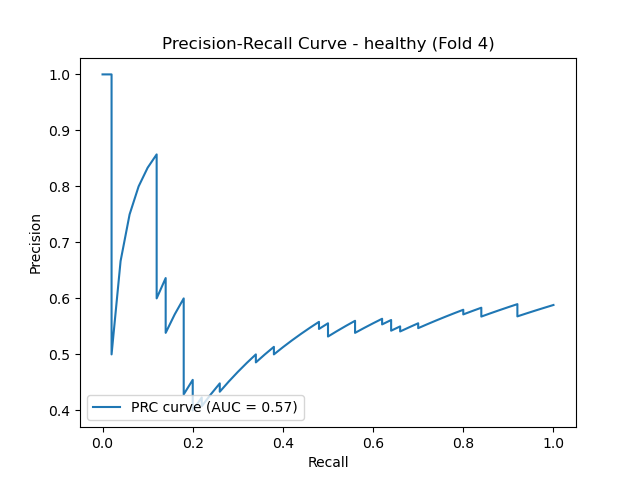 Precision-Recall Curve - healthy (Fold 4)
1.0
0.9
0.8
0.7
0.6
0.5
0.4
Precision
PRC curve (AUC = 0.57)
0.0 0.2 0.4 0.6 0.8 1.0
Recall